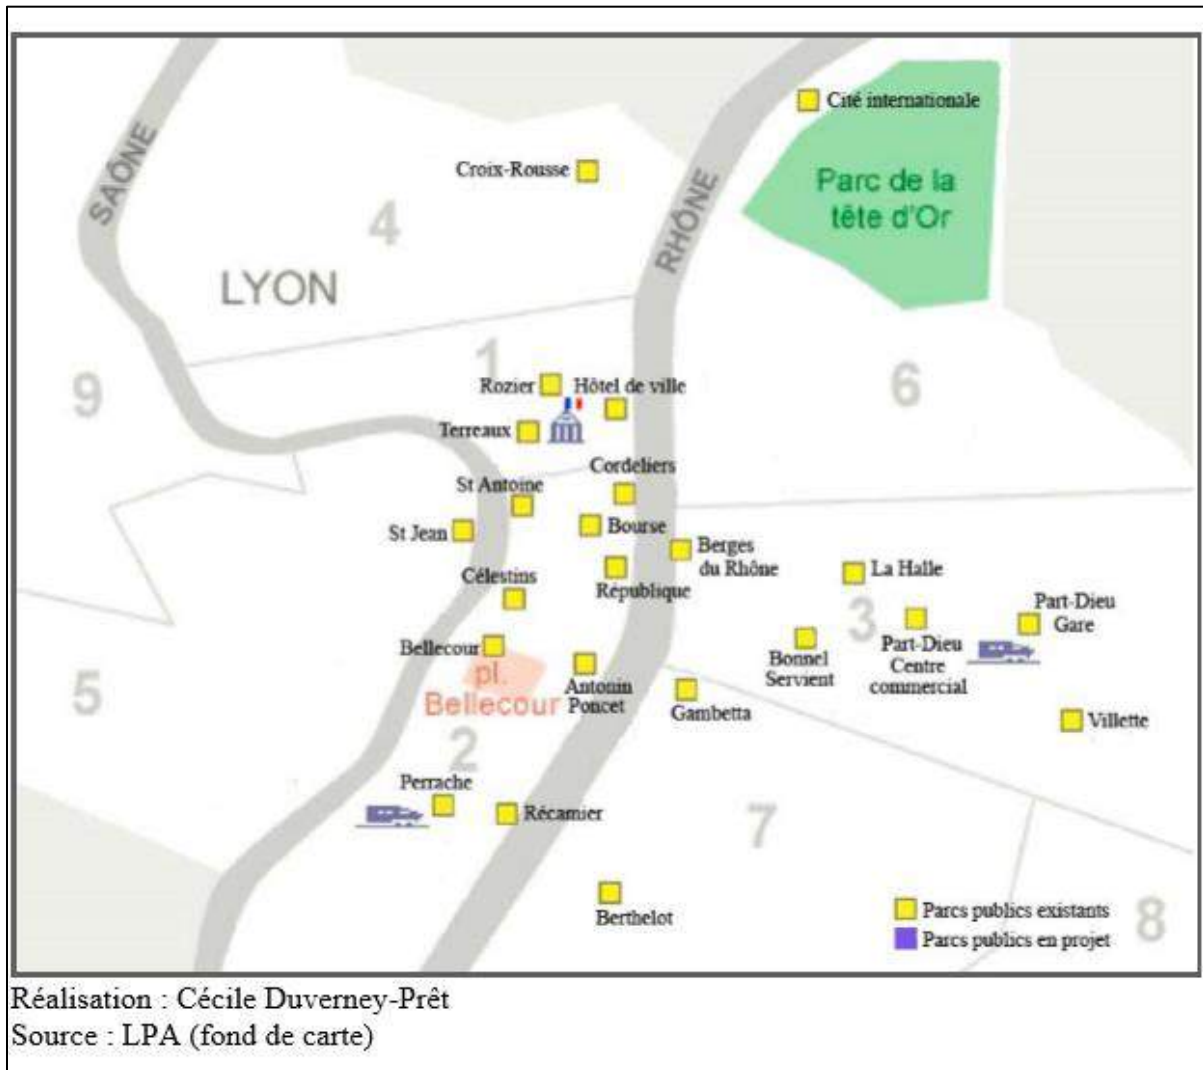 Cité internationale
Croix-Rousse
SAÔNE
RHÔNE
Parc de la
tête d'Or
4
LYON
1
9
6
Rozier
Hôtel de ville
Terreaux
Cordeliers
St Antoine
St Jean
Bourse
Berges
du Rhône
La Halle
Célestins
République
3
Part-Dieu
Gare
Bellecour
Part-Dieu
Centre
commercial
Bonnel
Servient
pl.
Bellecour
Antonin
Poncet
Gambetta
5
Villette
2
Perrache
Récamier
7
Berthelot
8
Parcs publics existants
Parcs publics en projet
Réalisation : Cécile Duverney-Prêt
Source : LPA (fond de carte)